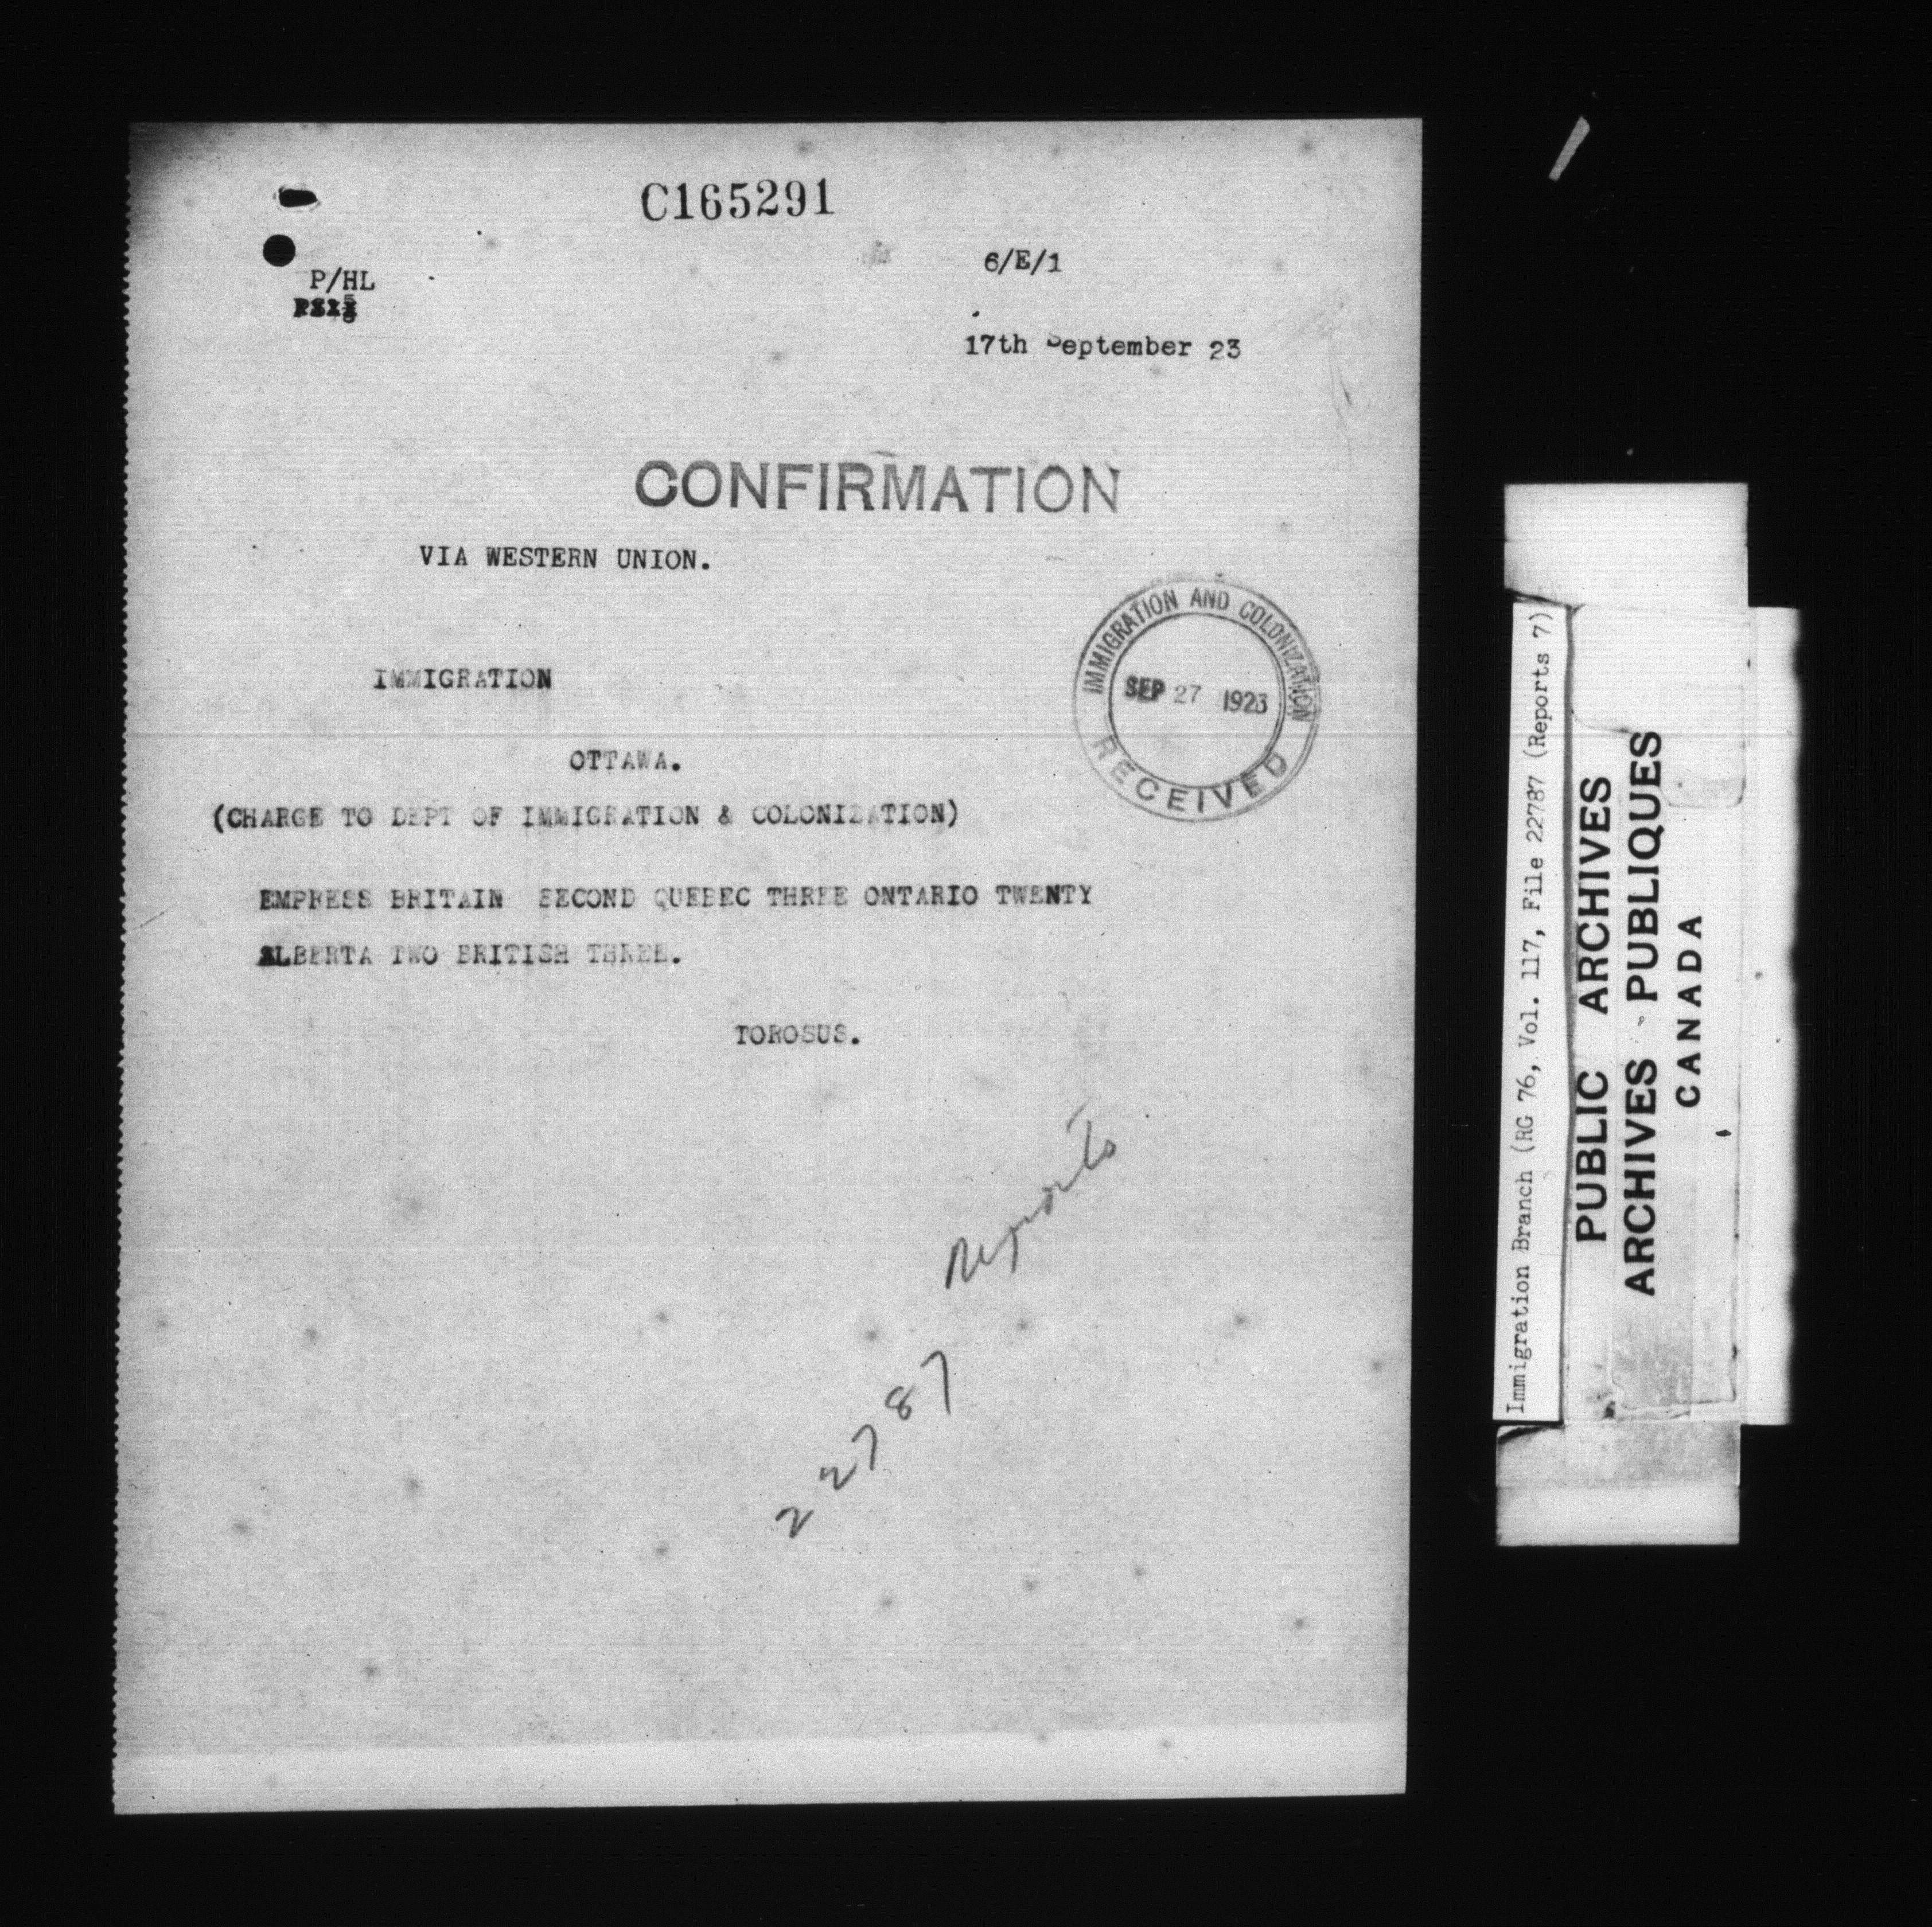 C165291
6/E/1
P/HL
17th September 23
CONFIRMATION
VIA WESTERN UNION.
IMMIGRATION AND COLONIZATION
SEP 27 1923
RECEIVED
IMMIGRATION
OTTAWA.
(CHARGE TO DEPT OF IMMIGRATION & COLONIZATION)
EMPRESS BRITAIN SECOND QUEBEC THREE ONTARIO TWENTY
ALBERTA TWO BRITISH THREE.
TOROSUS.
Reports
22787
Immigration Branch (RG 76, Vol. 117, File 22787 (Reports 7)
PUBLIC ARCHIVES
ARCHIVES PUBLIQUES
CANADA